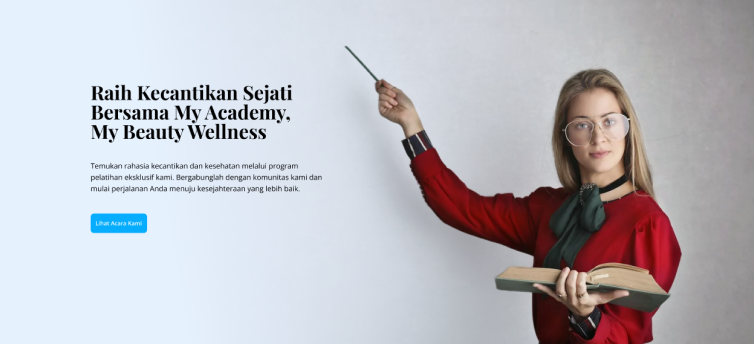 Raih Kecantikan Sejati
Bersama My Academy,
My Beauty Wellness
Temukan rahasia kecantikan dan kesehatan melalui program
pelatihan eksklusif kami. Bergabunglah dengan komunitas kami dan
mulai perjalanan Anda menuju kesejahteraan yang lebih baik.
Lihat Acara Kami